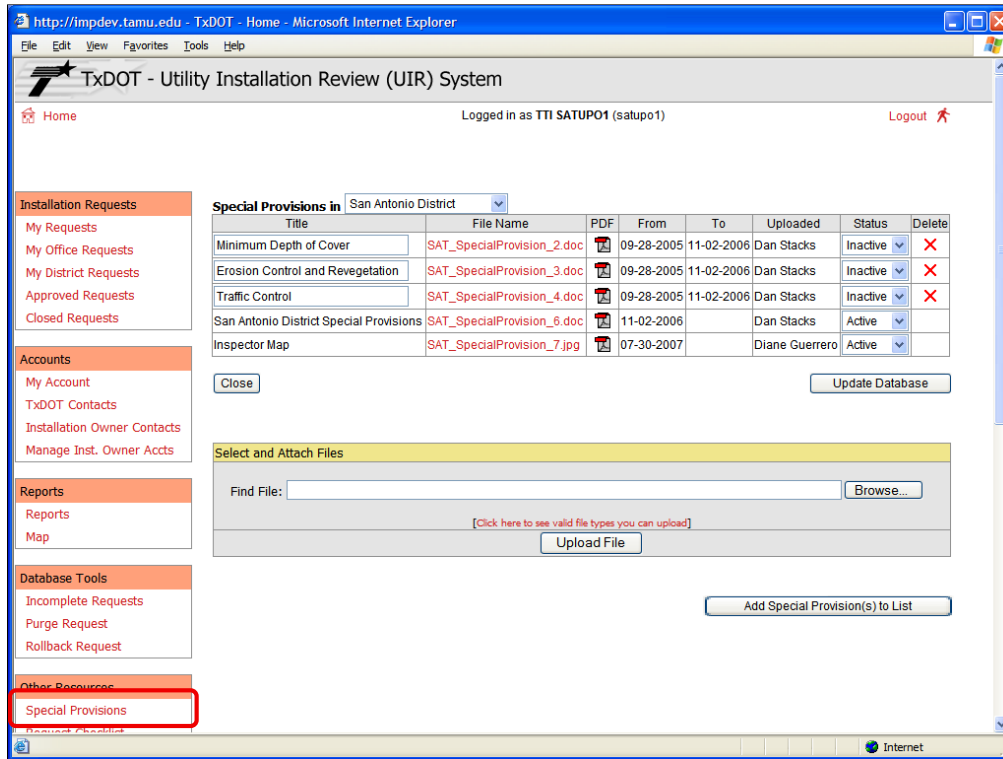 http://impdev.tamu.edu - TxDOT - Home - Microsoft Internet Explorer
File Edit View Favorites Tools Help
TxDOT - Utility Installation Review (UIR) System
Home Logged in as TTI SATUPO1 (satupo1) Logout
Installation Requests
My Requests
My Office Requests
My District Requests
Approved Requests
Closed Requests
Accounts
My Account
TxDOT Contacts
Installation Owner Contacts
Manage Inst. Owner Accts
Reports
Reports
Map
Database Tools
Incomplete Requests
Purge Request
Rollback Request
Other Resources
Special Provisions
Request Checklist
Special Provisions in San Antonio District
Title File Name PDF From To Uploaded Status Delete
Minimum Depth of Cover SAT_SpecialProvision_2.doc 09-28-2005 11-02-2006 Dan Stacks Inactive
Erosion Control and Revegetation SAT_SpecialProvision_3.doc 09-28-2005 11-02-2006 Dan Stacks Inactive
Traffic Control SAT_SpecialProvision_4.doc 09-28-2005 11-02-2006 Dan Stacks Inactive
San Antonio District Special Provisions SAT_SpecialProvision_6.doc 11-02-2006 Dan Stacks Active
Inspector Map SAT_SpecialProvision_7.jpg 07-30-2007 Diane Guerrero Active
Close Update Database
Select and Attach Files
Find File: Browse...
[Click here to see valid file types you can upload]
Upload File
Add Special Provision(s) to List
Internet